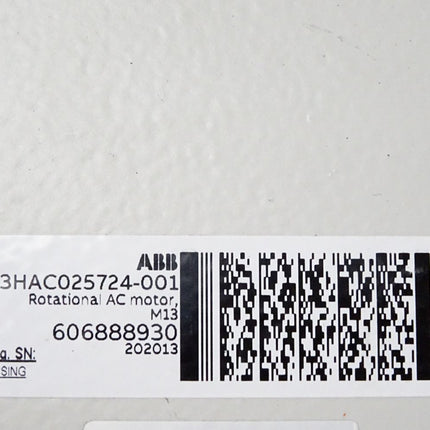 ABB
3HAC025724-001
Rotational AC motor,
M13
606888930
202013
a. SN:
SING